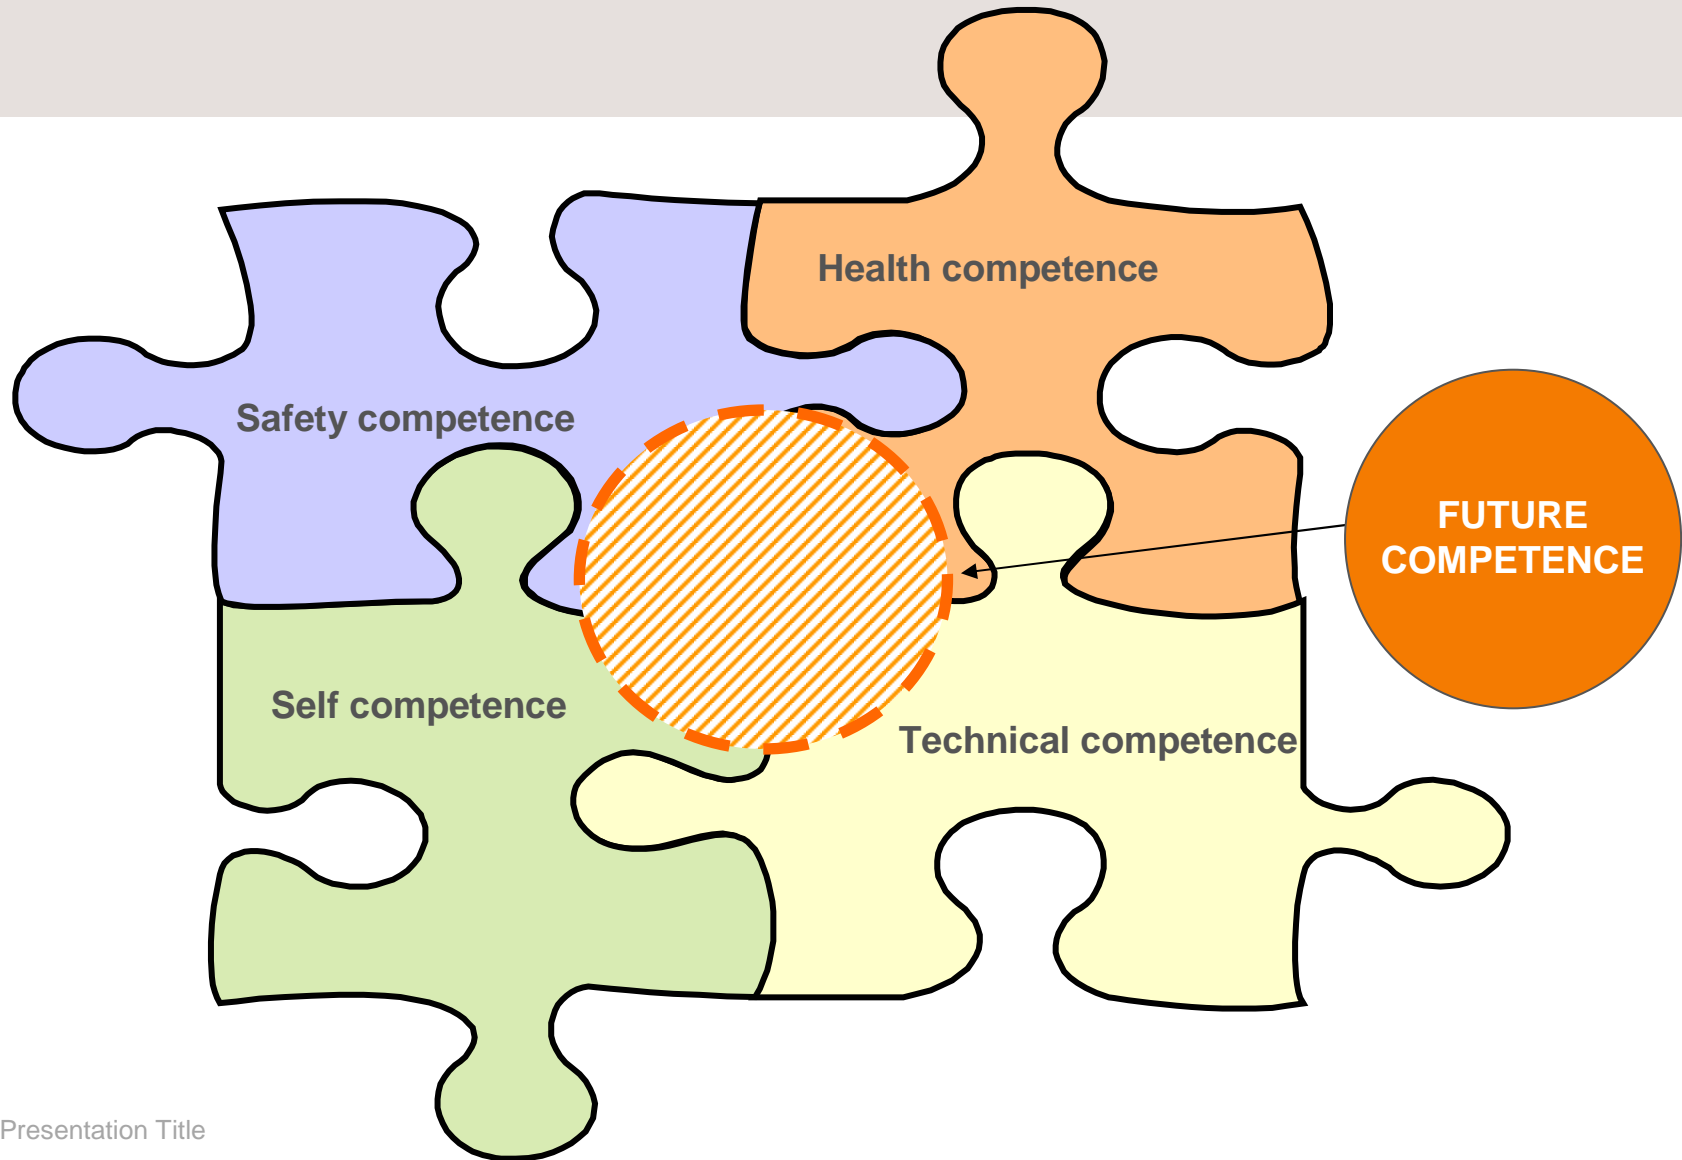 Health competence
Safety competence
FUTURE
COMPETENCE
Self competence
Technical competence
Presentation Title